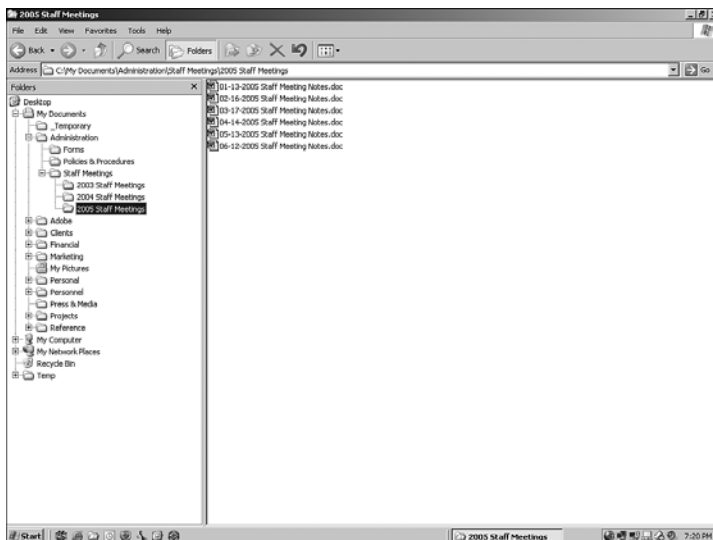 2005 Staff Meetings
File Edit View Favorites Tools Help
Back Search Folders
Address C:\My Documents\Administration\Staff Meetings\2005 Staff Meetings Go
Folders
Desktop
My Documents
_Temporary
Administration
Forms
Policies & Procedures
Staff Meetings
2003 Staff Meetings
2004 Staff Meetings
2005 Staff Meetings
Adobe
Clients
Financial
Marketing
My Pictures
Personal
Personnel
Press & Media
Projects
Reference
My Computer
My Network Places
Recycle Bin
Temp
01-13-2005 Staff Meeting Notes.doc
02-16-2005 Staff Meeting Notes.doc
03-17-2005 Staff Meeting Notes.doc
04-14-2005 Staff Meeting Notes.doc
05-13-2005 Staff Meeting Notes.doc
06-12-2005 Staff Meeting Notes.doc
Start 2005 Staff Meetings 7:20 PM